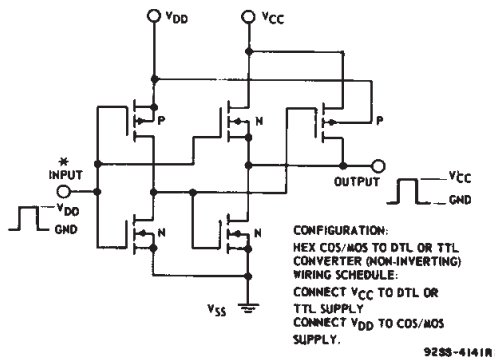 VDD
VCC
P
N
P
*
INPUT
OUTPUT
VDD
GND
VCC
GND
N
N
VSS
CONFIGURATION:
HEX COS/MOS TO DTL OR TTL
CONVERTER (NON-INVERTING)
WIRING SCHEDULE:
CONNECT VCC TO DTL OR
TTL SUPPLY
CONNECT VDD TO COS/MOS
SUPPLY.
92SS-4141R